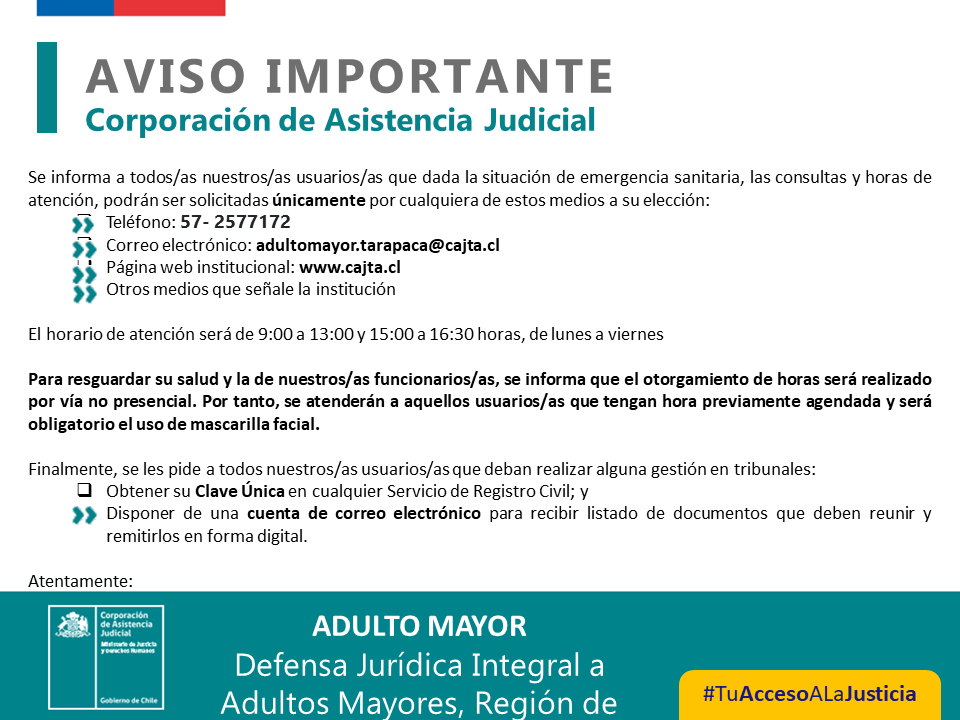 AVISO IMPORTANTE
Corporación de Asistencia Judicial
Se informa a todos/as nuestros/as usuarios/as que dada la situación de emergencia sanitaria, las consultas y horas de
atención, podrán ser solicitadas únicamente por cualquiera de estos medios a su elección:
Teléfono: 57- 2577172
Correo electrónico: adultomayor.tarapaca@cajta.cl
Página web institucional: www.cajta.cl
Otros medios que señale la institución
El horario de atención será de 9:00 a 13:00 y 15:00 a 16:30 horas, de lunes a viernes
Para resguardar su salud y la de nuestros/as funcionarios/as, se informa que el otorgamiento de horas será realizado
por vía no presencial. Por tanto, se atenderán a aquellos usuarios/as que tengan hora previamente agendada y será
obligatorio el uso de mascarilla facial.
Finalmente, se les pide a todos nuestros/as usuarios/as que deban realizar alguna gestión en tribunales:
Obtener su Clave Única en cualquier Servicio de Registro Civil; y
Disponer de una cuenta de correo electrónico para recibir listado de documentos que deben reunir y
remitirlos en forma digital.
Atentamente:
Corporación
de Asistencia
Judicial
Ministerio de Justicia
y Derechos Humanos
Gobierno de Chile
ADULTO MAYOR
Defensa Jurídica Integral a
Adultos Mayores, Región de
#TuAccesoALaJusticia